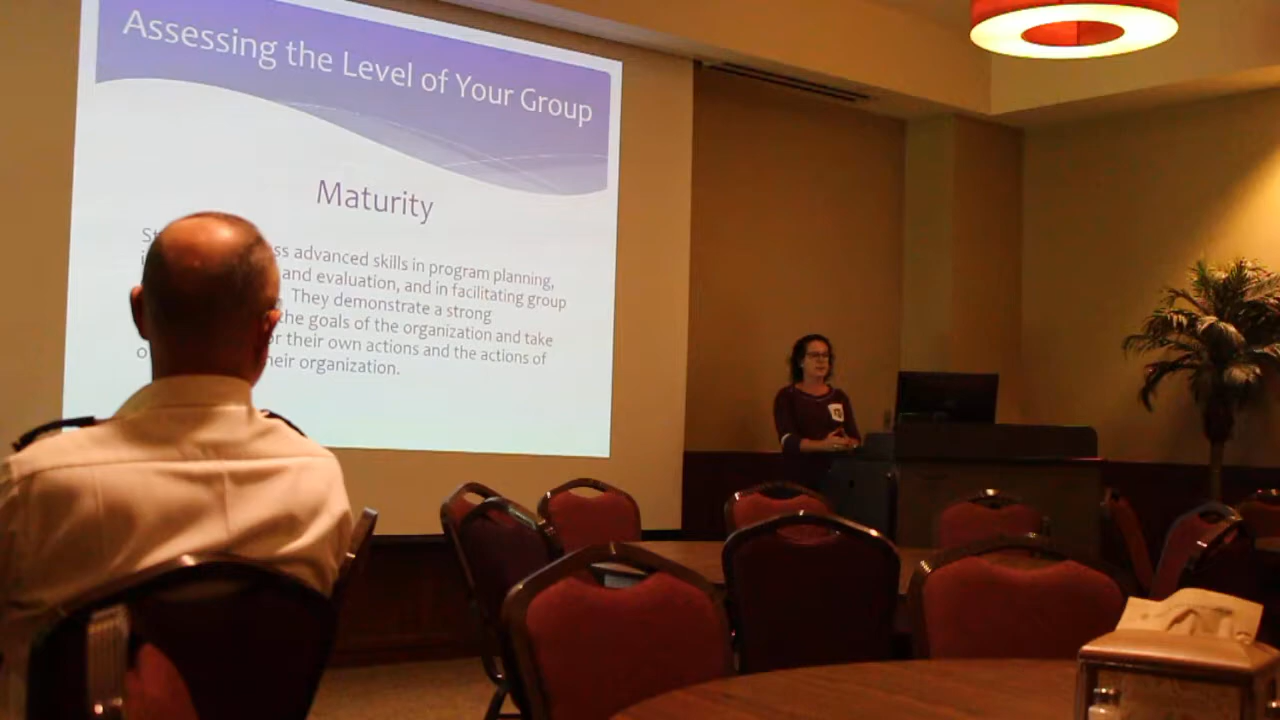 Assessing the Level of Your Group
Maturity
advanced skills in program planning,
and evaluation, and in facilitating group
They demonstrate a strong
the goals of the organization and take
their own actions and the actions of
organization.